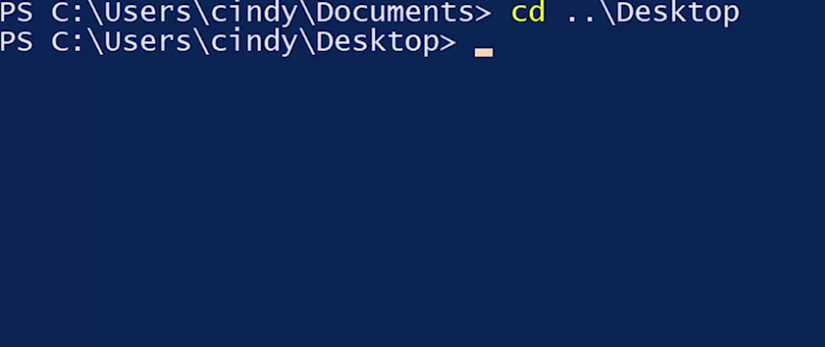 PS C:\Users\cindy\Documents> cd ..\Desktop
PS C:\Users\cindy\Desktop>